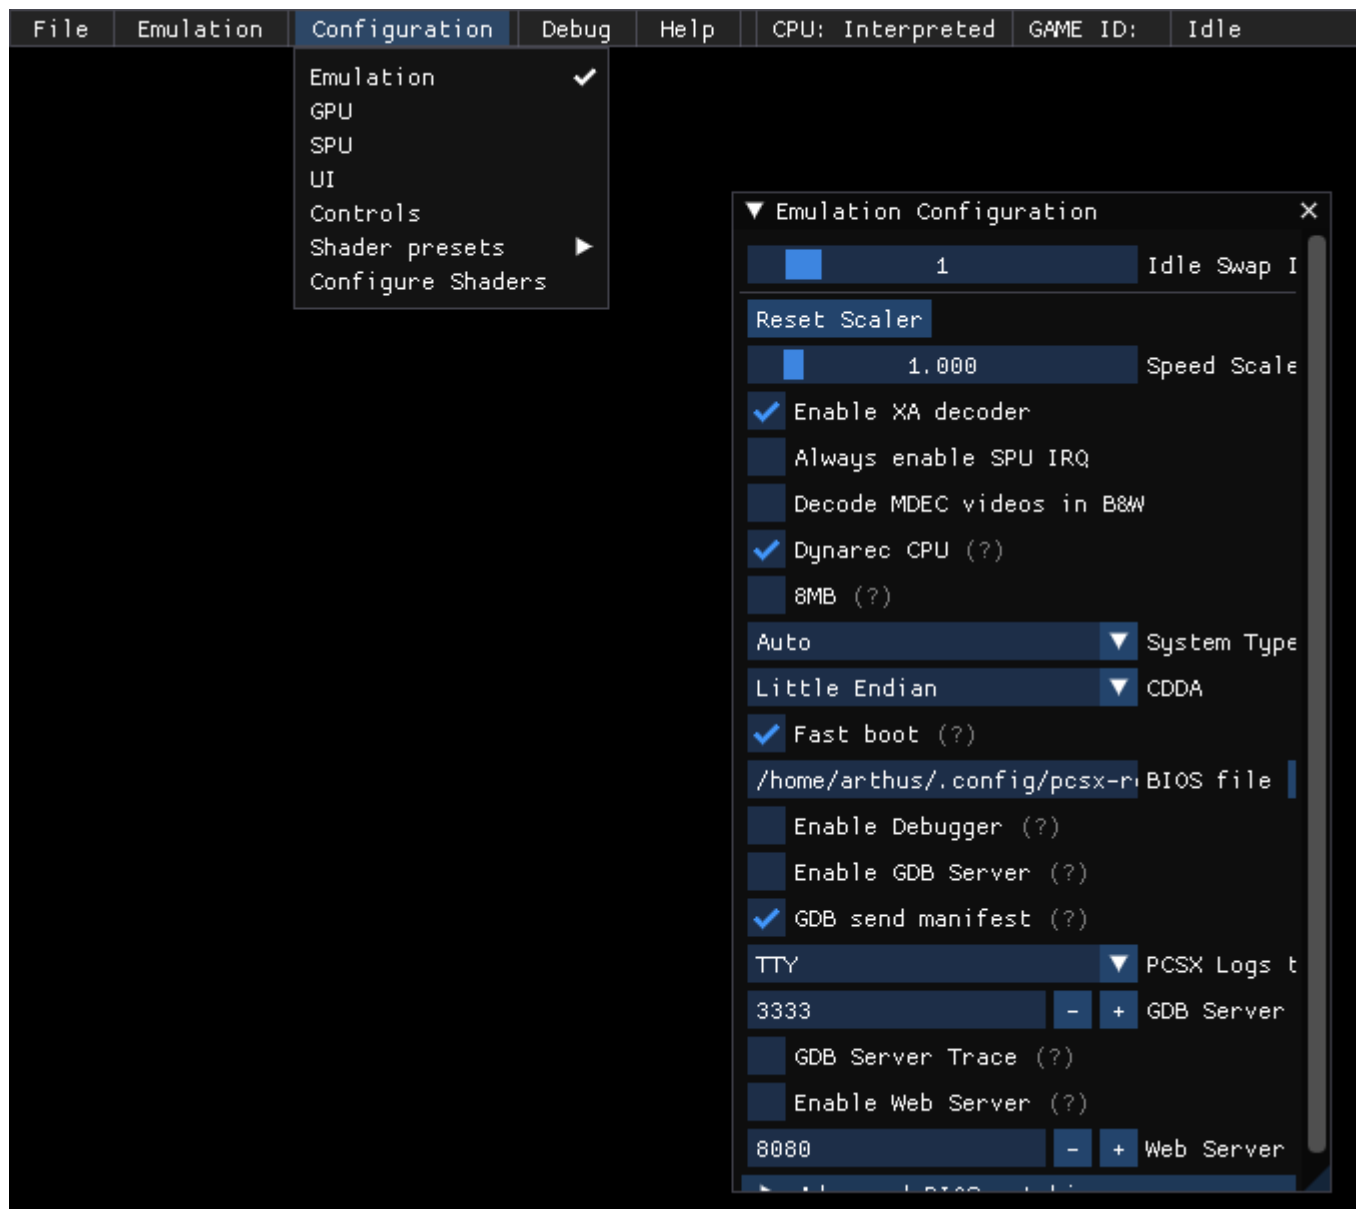 File Emulation Configuration Debug Help CPU: Interpreted GAME ID: Idle
Emulation
GPU
SPU
UI
Controls
Shader presets
Configure Shaders
Emulation Configuration
1 Idle Swap I
Reset Scaler
1.000 Speed Scale
Enable XA decoder
Always enable SPU IRQ
Decode MDEC videos in B&W
Dynarec CPU (?)
8MB (?)
Auto System Type
Little Endian CDDA
Fast boot (?)
/home/arthus/.config/pcsx-r BIOS file
Enable Debugger (?)
Enable GDB Server (?)
GDB send manifest (?)
TTY PCSX Logs t
3333 - + GDB Server
GDB Server Trace (?)
Enable Web Server (?)
8080 - + Web Server